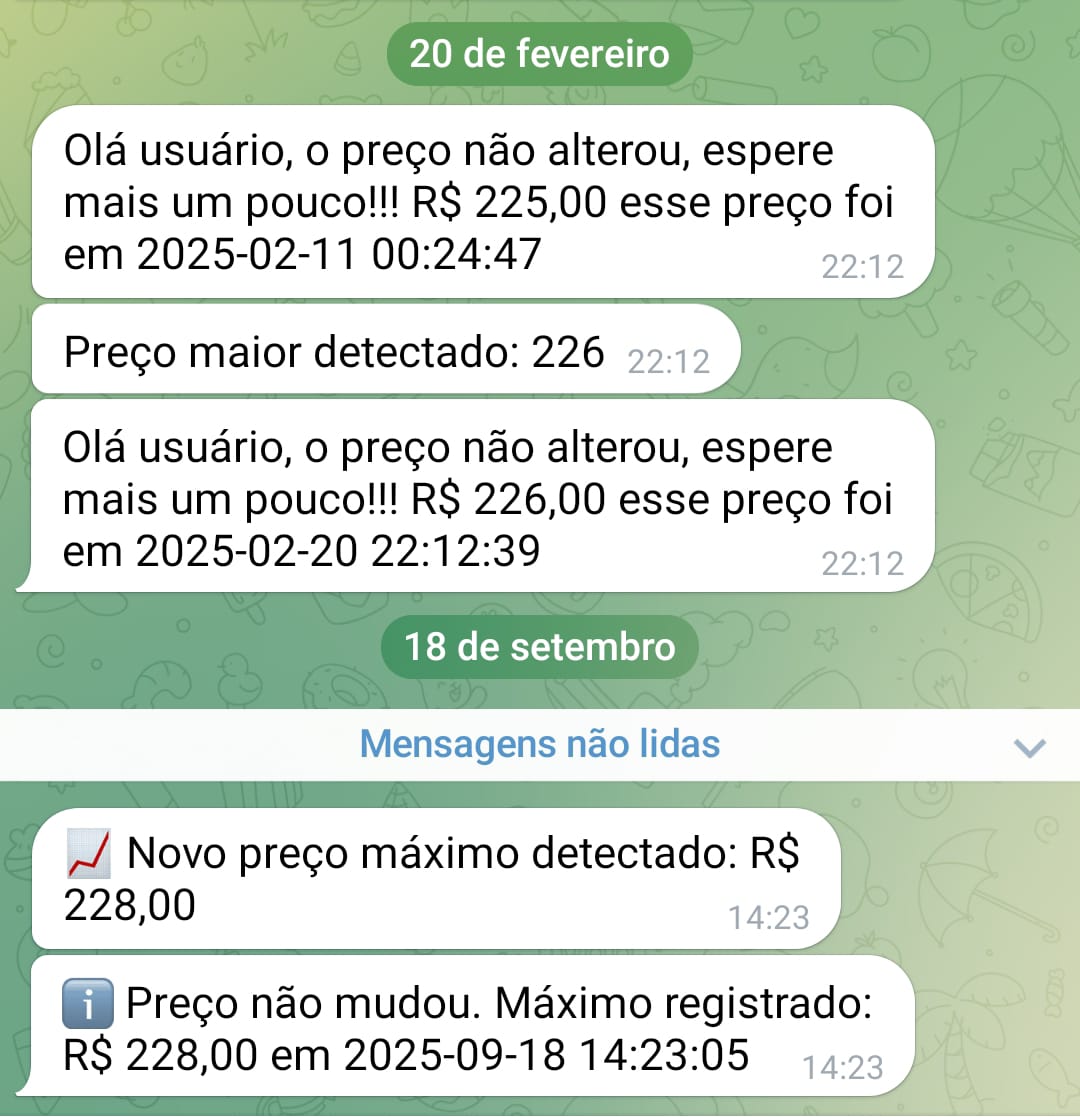 20 de fevereiro
Olá usuário, o preço não alterou, espere
mais um pouco!!! R$ 225,00 esse preço foi
em 2025-02-11 00:24:47
22:12
Preço maior detectado: 226
22:12
Olá usuário, o preço não alterou, espere
mais um pouco!!! R$ 226,00 esse preço foi
em 2025-02-20 22:12:39
22:12
18 de setembro
Mensagens não lidas
📈 Novo preço máximo detectado: R$
228,00
14:23
ℹ️ Preço não mudou. Máximo registrado:
R$ 228,00 em 2025-09-18 14:23:05
14:23